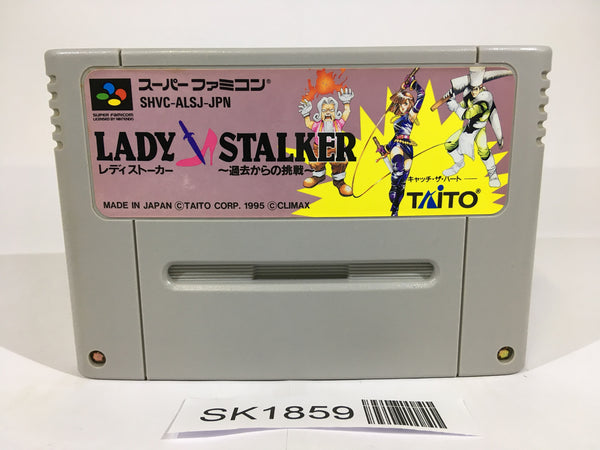 スーパーファミコン®
SUPER FAMICOM
LICENSED BY NINTENDO
SHVC-ALSJ-JPN
LADY STALKER
レディストーカー
〜過去からの挑戦〜
キャッチ・ザ・ハート
TAITO®
MADE IN JAPAN ©TAITO CORP. 1995 ©CLIMAX
SK1859